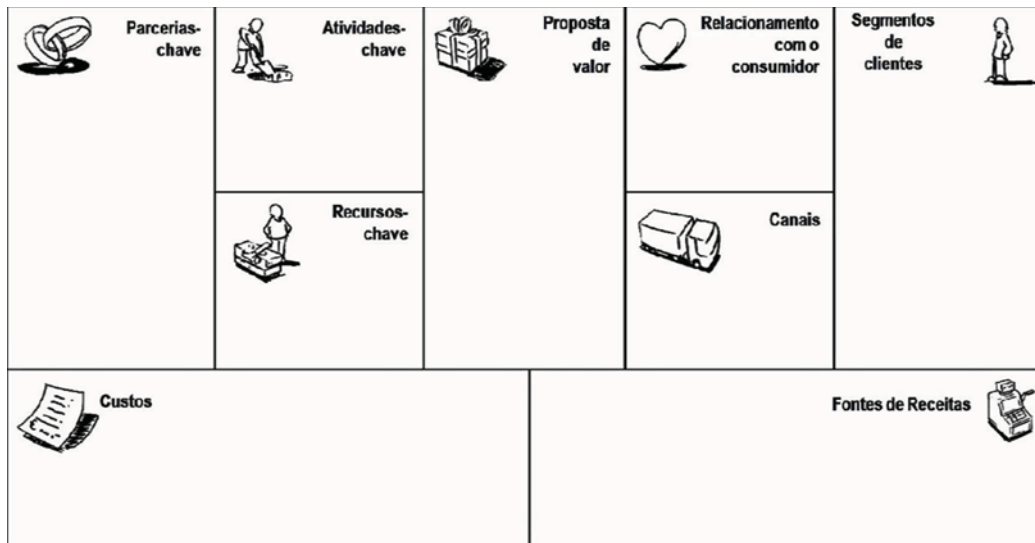 Parcerias-
chave
Atividades-
chave
Recursos-
chave
Proposta
de
valor
Relacionamento
com o
consumidor
Canais
Segmentos
de
clientes
Custos
Fontes de Receitas